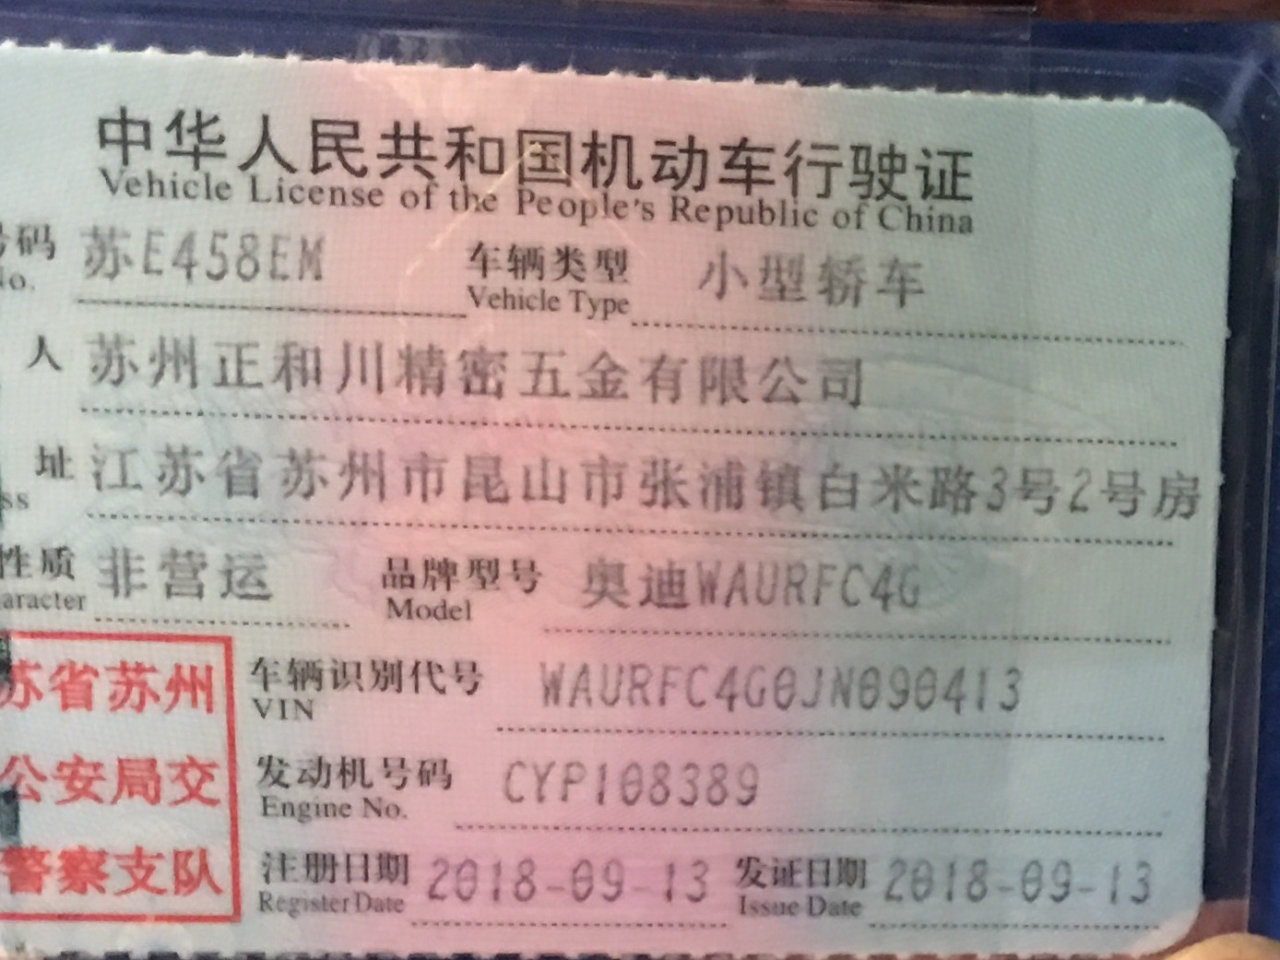 中华人民共和国机动车行驶证
Vehicle License of the People's Republic of China
号码 苏E458EM 车辆类型 小型轿车
No. Vehicle Type
人 苏州正和川精密五金有限公司
址 江苏省苏州市昆山市张浦镇白米路3号2号房
ss
性质 非营运 品牌型号 奥迪WAURFC4G
aracter Model
苏省苏州 车辆识别代号 WAURFC4G0JN090413
VIN
公安局交 发动机号码 CYP108389
Engine No.
警察支队 注册日期 2018-09-13 发证日期 2018-09-13
Register Date Issue Date